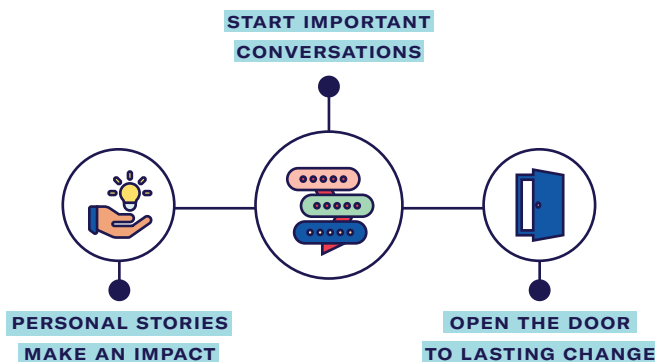 START IMPORTANT
CONVERSATIONS
PERSONAL STORIES
MAKE AN IMPACT
OPEN THE DOOR
TO LASTING CHANGE